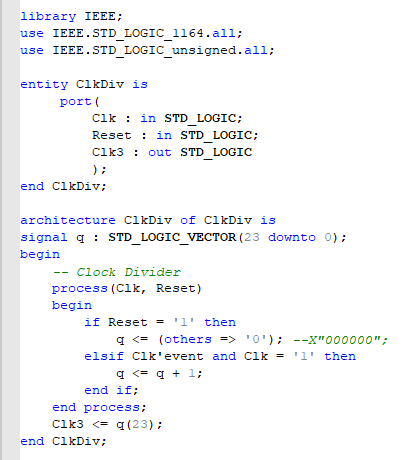 library IEEE;
use IEEE.STD_LOGIC_1164.all;
use IEEE.STD_LOGIC_unsigned.all;
entity ClkDiv is
port(
Clk : in STD_LOGIC;
Reset : in STD_LOGIC;
Clk3 : out STD_LOGIC
);
end ClkDiv;
architecture ClkDiv of ClkDiv is
signal q : STD_LOGIC_VECTOR(23 downto 0);
begin
-- Clock Divider
process(Clk, Reset)
begin
if Reset = '1' then
q <= (others => '0'); --X"000000";
elsif Clk'event and Clk = '1' then
q <= q + 1;
end if;
end process;
Clk3 <= q(23);
end ClkDiv;